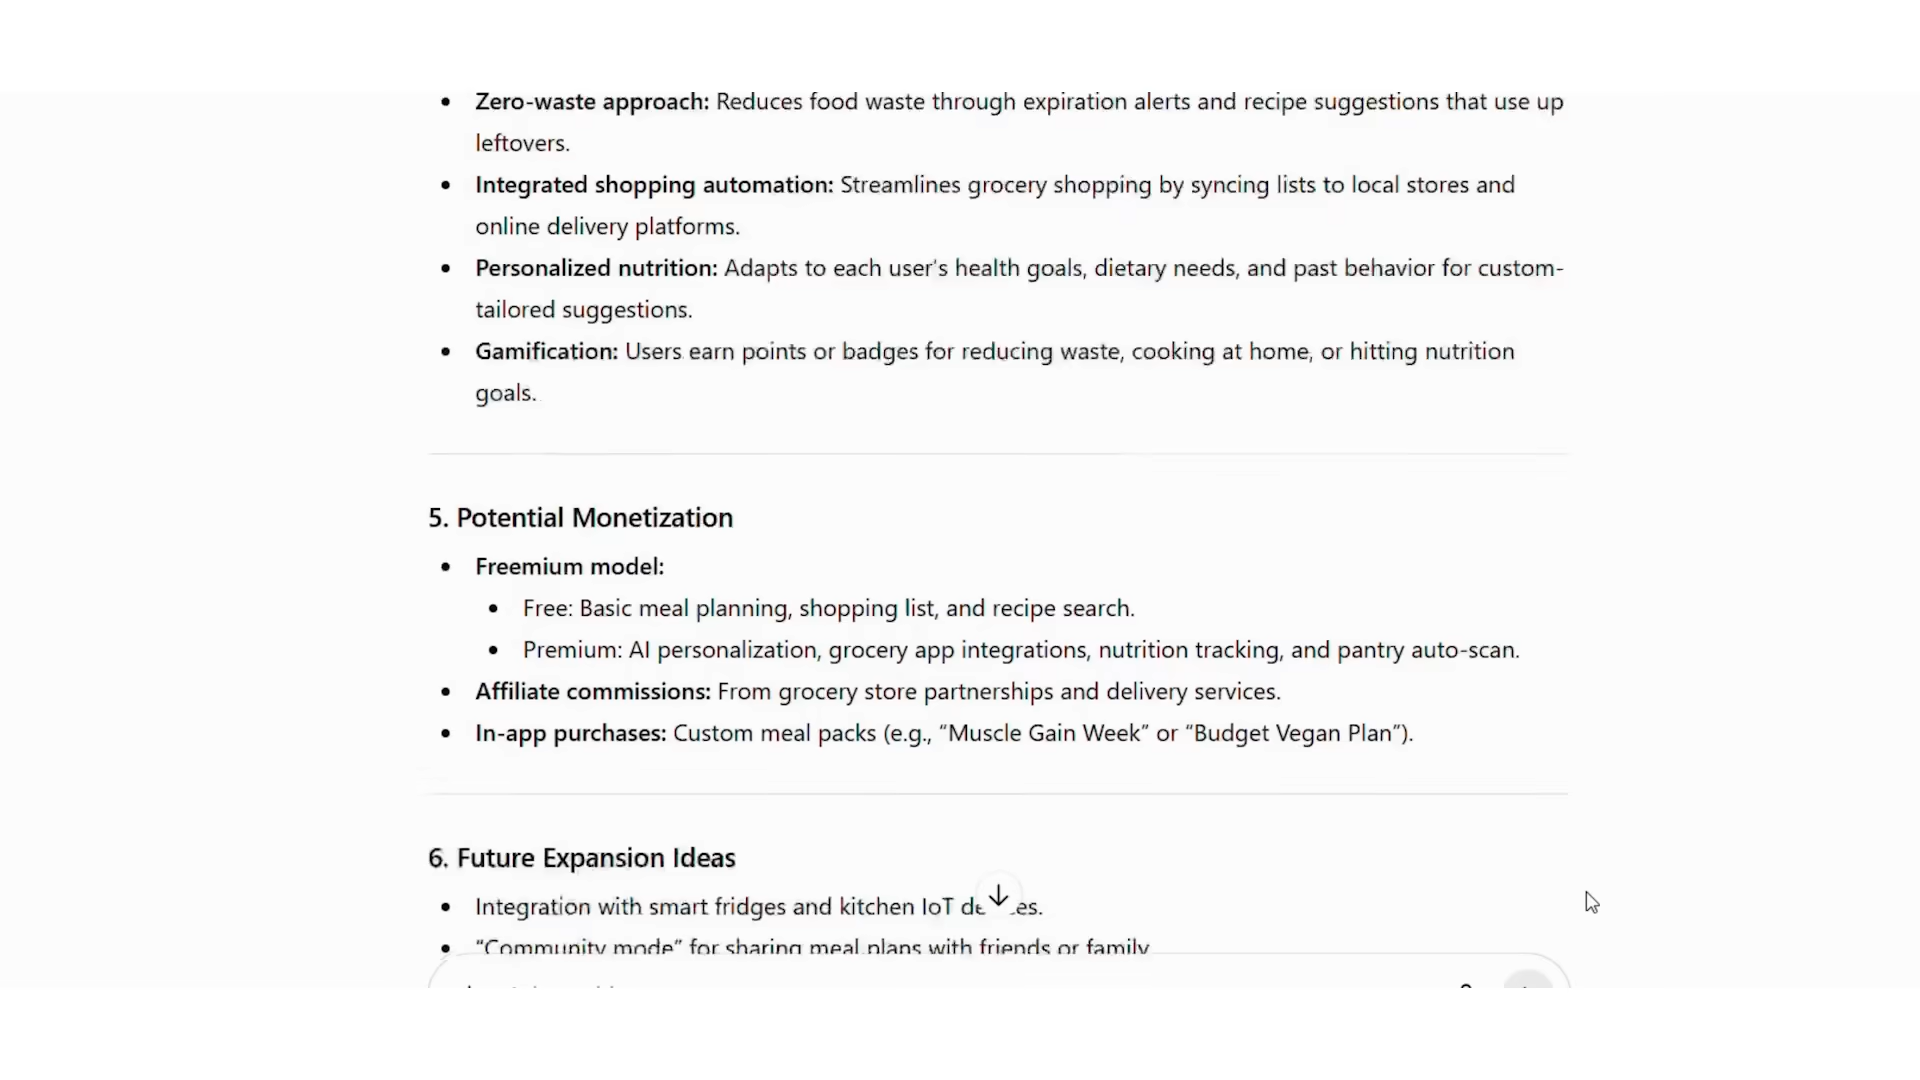 • Zero-waste approach: Reduces food waste through expiration alerts and recipe suggestions that use up
leftovers.
• Integrated shopping automation: Streamlines grocery shopping by syncing lists to local stores and
online delivery platforms.
• Personalized nutrition: Adapts to each user's health goals, dietary needs, and past behavior for custom-
tailored suggestions.
• Gamification: Users earn points or badges for reducing waste, cooking at home, or hitting nutrition
goals.
5. Potential Monetization
• Freemium model:
• Free: Basic meal planning, shopping list, and recipe search.
• Premium: AI personalization, grocery app integrations, nutrition tracking, and pantry auto-scan.
• Affiliate commissions: From grocery store partnerships and delivery services.
• In-app purchases: Custom meal packs (e.g., “Muscle Gain Week” or “Budget Vegan Plan”).
6. Future Expansion Ideas
• Integration with smart fridges and kitchen IoT
• “Community mode” for sharing meal plans with friends or family